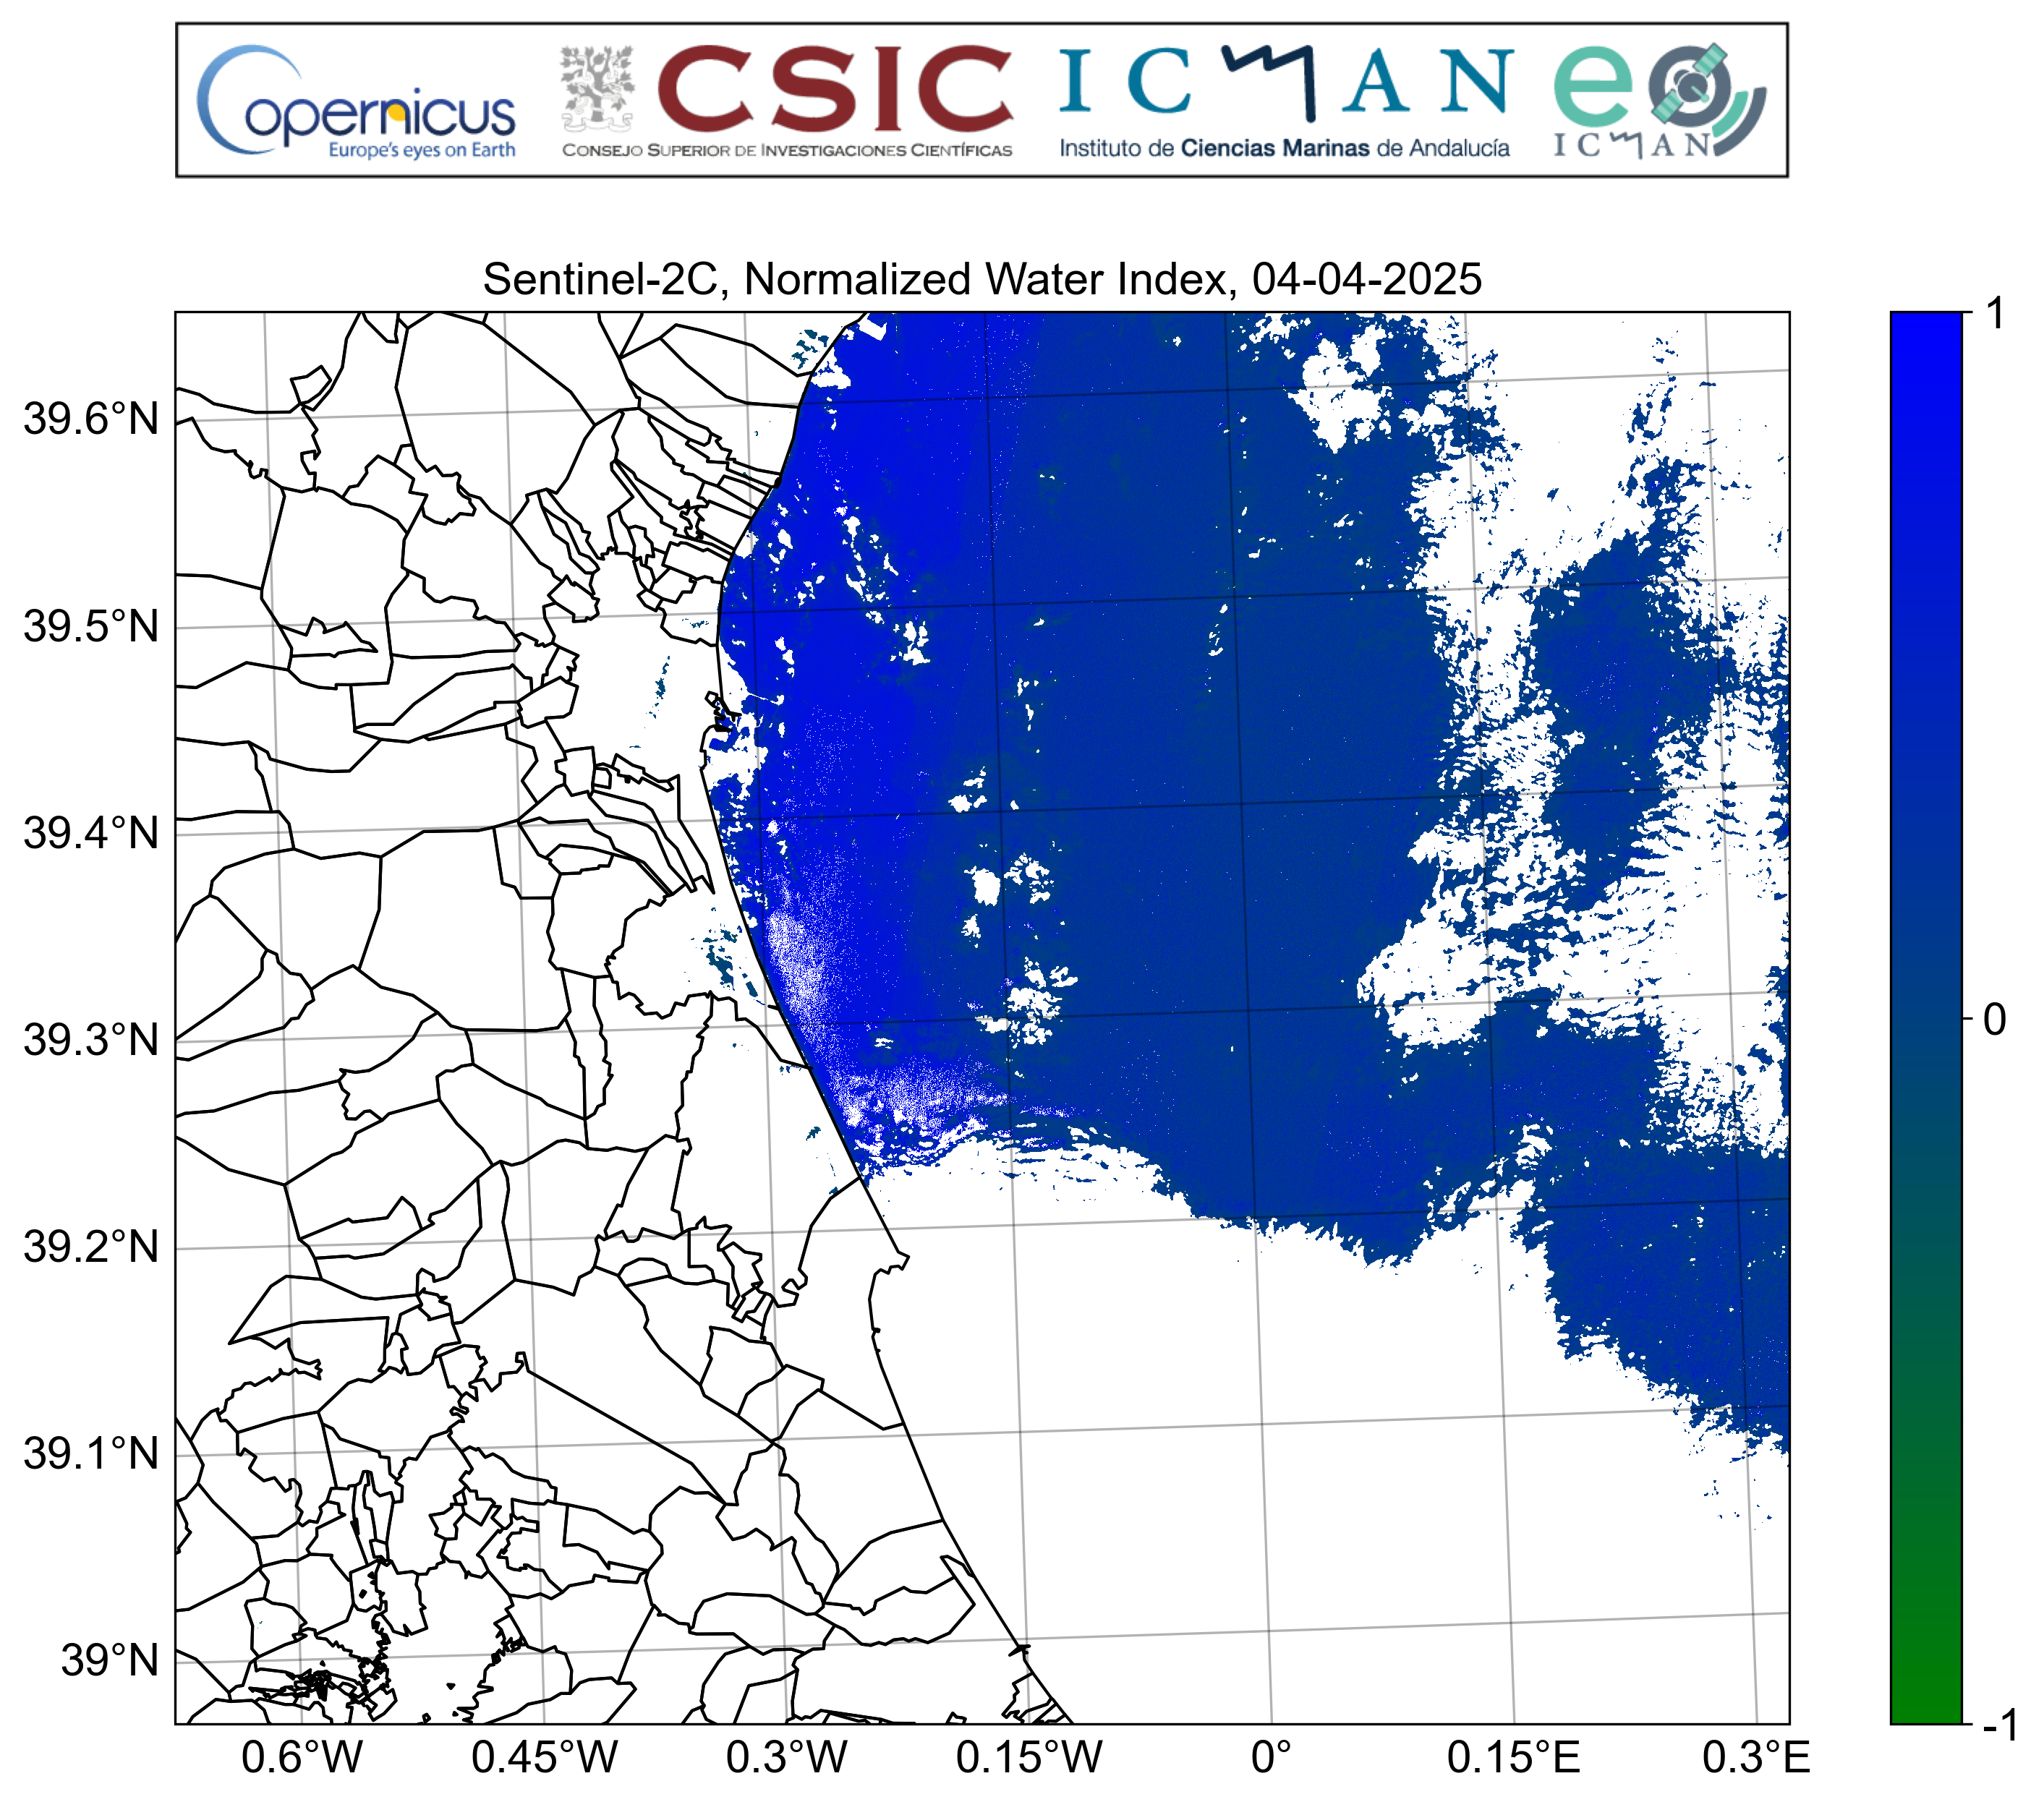 Copernicus
Europe's eyes on Earth
CSIC
CONSEJO SUPERIOR DE INVESTIGACIONES CIENTÍFICAS
ICMAN
Instituto de Ciencias Marinas de Andalucía
eo
ICMAN
Sentinel-2C, Normalized Water Index, 04-04-2025
1
39.6°N
39.5°N
39.4°N
0
39.3°N
39.2°N
39.1°N
39°N
-1
0.6°W 0.45°W 0.3°W 0.15°W 0° 0.15°E 0.3°E